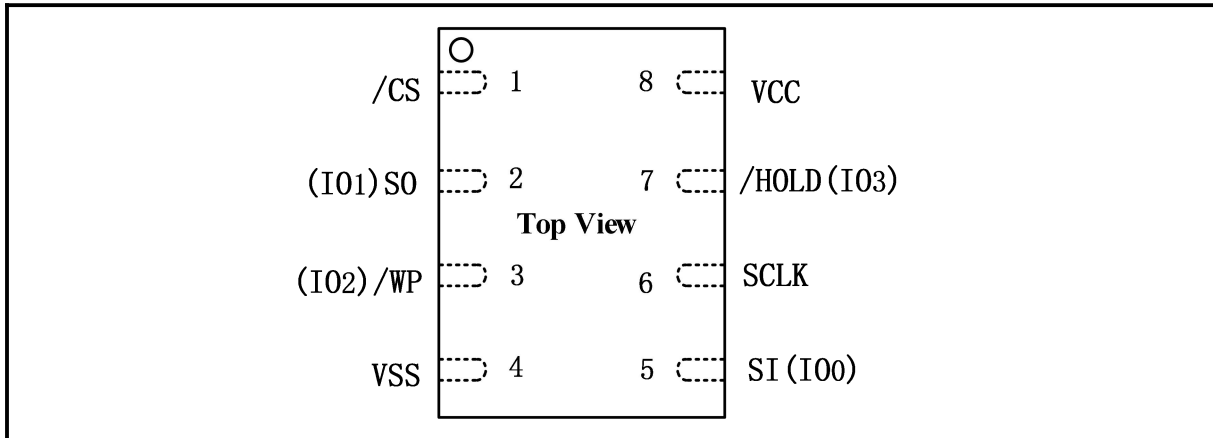 /CS 1 8 VCC
(IO1)SO 2 7 /HOLD(IO3)
Top View
(IO2)/WP 3 6 SCLK
VSS 4 5 SI(IO0)